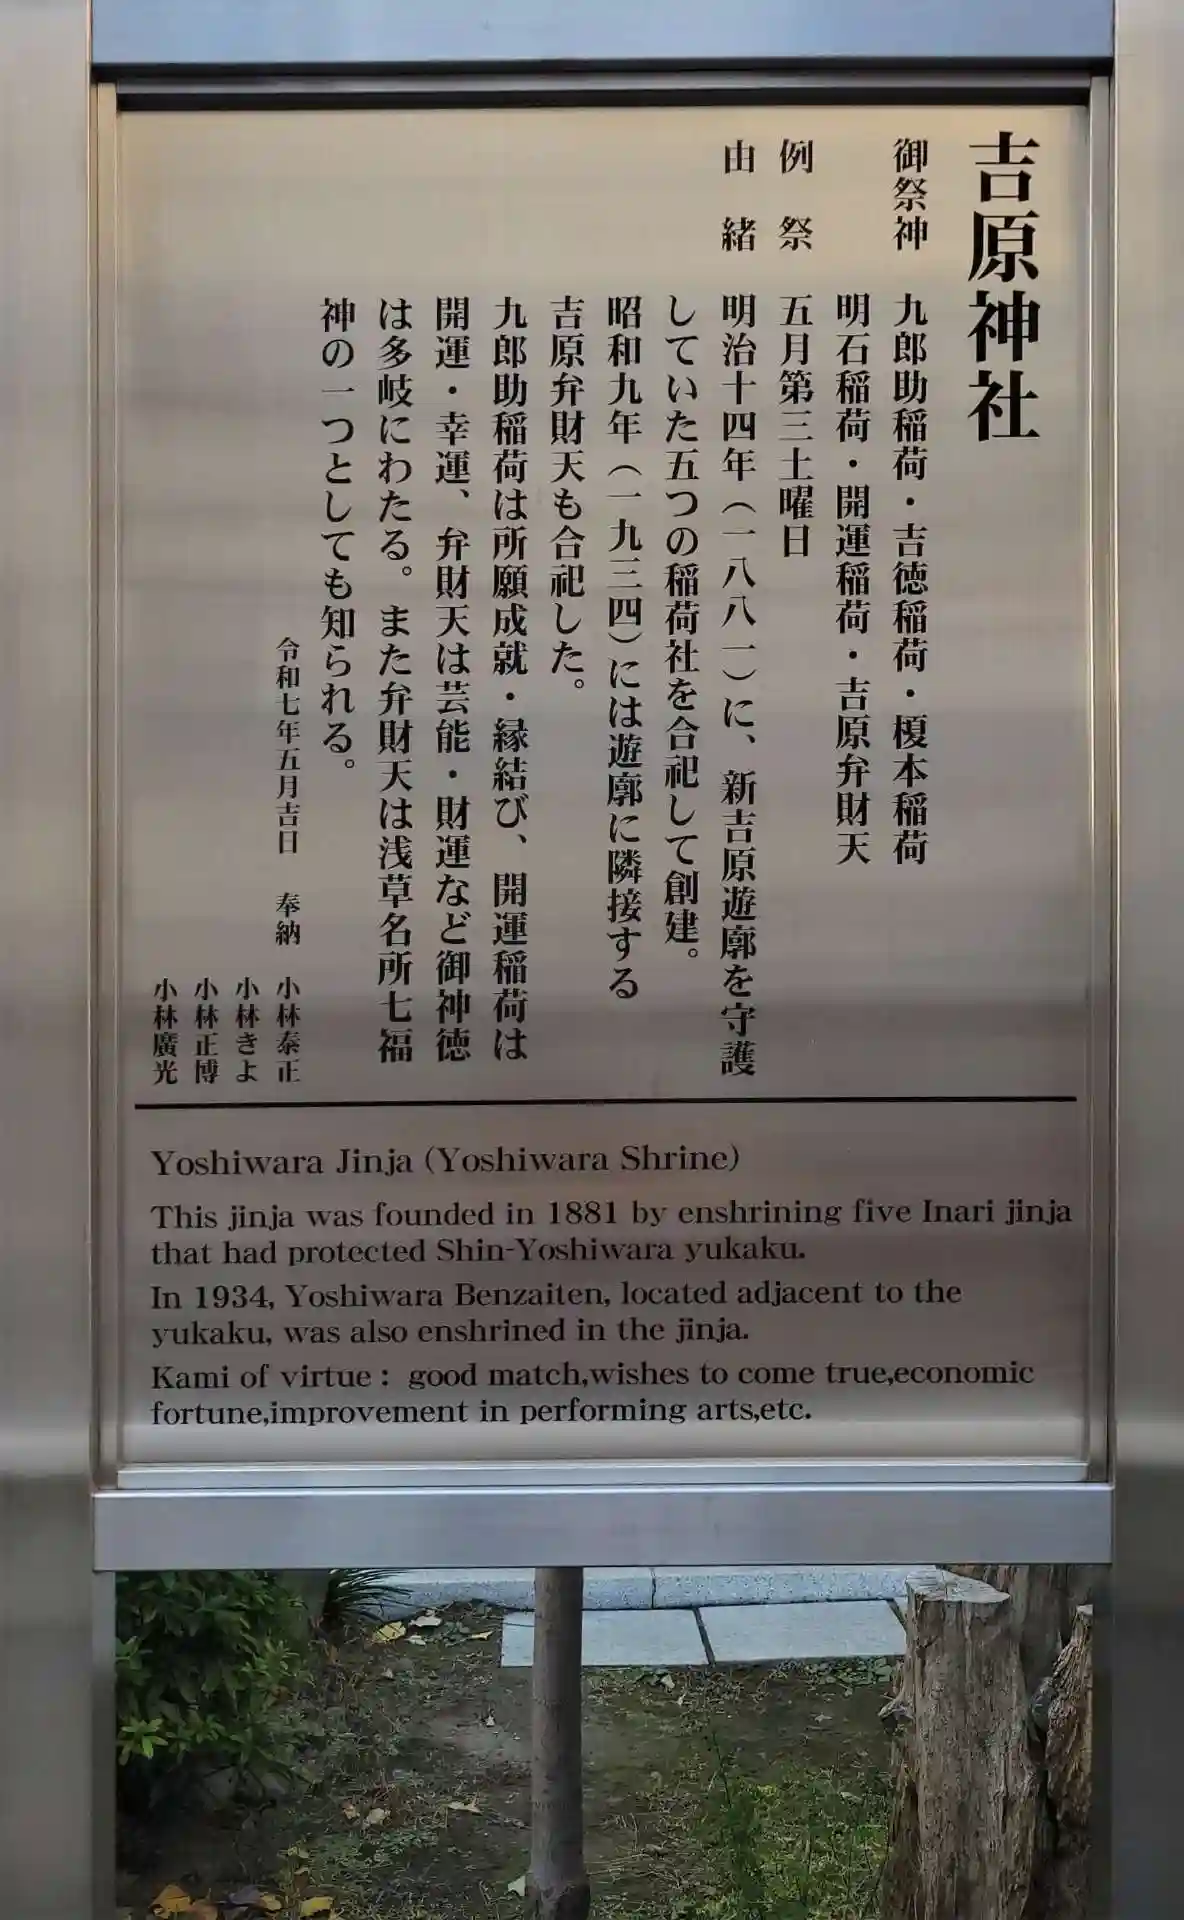 吉原神社
御祭神 九郎助稲荷・吉徳稲荷・榎本稲荷
明石稲荷・開運稲荷・吉原弁財天
例祭 五月第三土曜日
由緒 明治十四年（一八八一）に、新吉原遊廓を守護
していた五つの稲荷社を合祀して創建。
昭和九年（一九三四）には遊廓に隣接する
吉原弁財天も合祀した。
九郎助稲荷は所願成就・縁結び、開運稲荷は
開運・幸運、弁財天は芸能・財運など御神徳
は多岐にわたる。また弁財天は浅草名所七福
神の一つとしても知られる。
令和七年五月吉日 奉納 小林泰正
小林きよ
小林正博
小林廣光
Yoshiwara Jinja (Yoshiwara Shrine)
This jinja was founded in 1881 by enshrining five Inari jinja
that had protected Shin-Yoshiwara yukaku.
In 1934, Yoshiwara Benzaiten, located adjacent to the
yukaku, was also enshrined in the jinja.
Kami of virtue : good match,wishes to come true,economic
fortune,improvement in performing arts,etc.